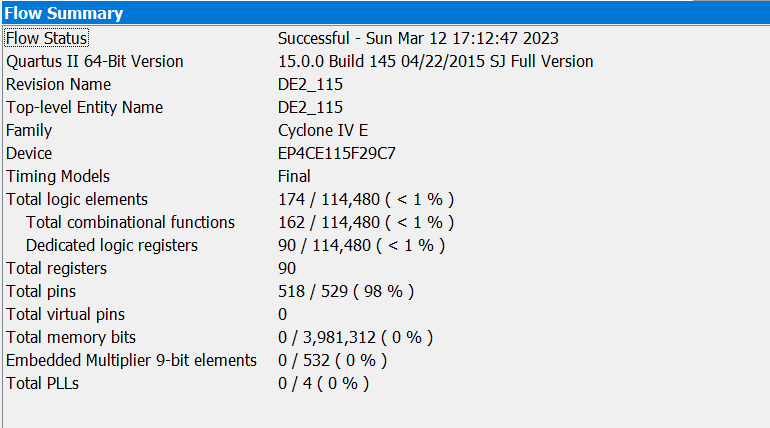 Flow Summary
Flow Status Successful - Sun Mar 12 17:12:47 2023
Quartus II 64-Bit Version 15.0.0 Build 145 04/22/2015 SJ Full Version
Revision Name DE2_115
Top-level Entity Name DE2_115
Family Cyclone IV E
Device EP4CE115F29C7
Timing Models Final
Total logic elements 174 / 114,480 ( < 1 % )
Total combinational functions 162 / 114,480 ( < 1 % )
Dedicated logic registers 90 / 114,480 ( < 1 % )
Total registers 90
Total pins 518 / 529 ( 98 % )
Total virtual pins 0
Total memory bits 0 / 3,981,312 ( 0 % )
Embedded Multiplier 9-bit elements 0 / 532 ( 0 % )
Total PLLs 0 / 4 ( 0 % )